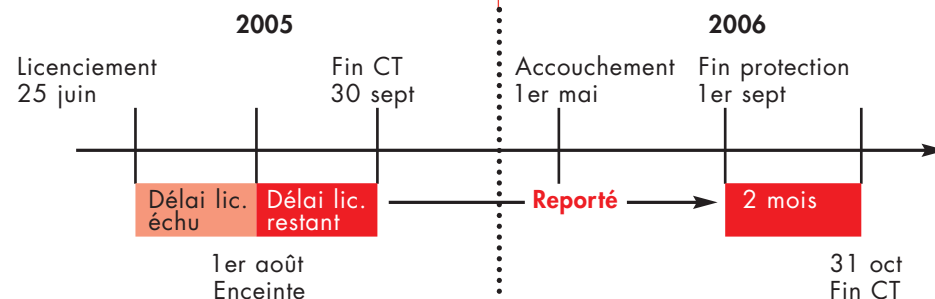 2005
2006
Licenciement
25 juin
Fin CT
30 sept
Accouchement
1er mai
Fin protection
1er sept
Délai lic.
échu
Délai lic.
restant
Reporté
2 mois
1er août
Enceinte
31 oct
Fin CT